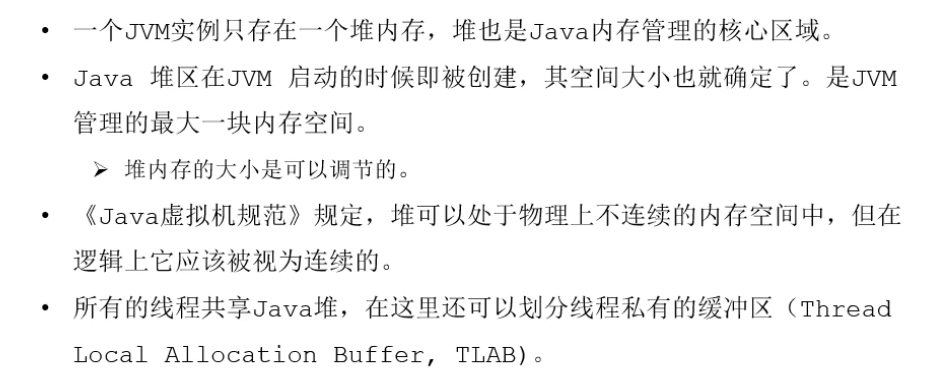 • 一个JVM实例只存在一个堆内存，堆也是Java内存管理的核心区域。
• Java 堆区在JVM 启动的时候即被创建，其空间大小也就确定了。是JVM
管理的最大一块内存空间。
➢ 堆内存的大小是可以调节的。
• 《Java虚拟机规范》规定，堆可以处于物理上不连续的内存空间中，但在
逻辑上它应该被视为连续的。
• 所有的线程共享Java堆，在这里还可以划分线程私有的缓冲区（Thread
Local Allocation Buffer, TLAB)。